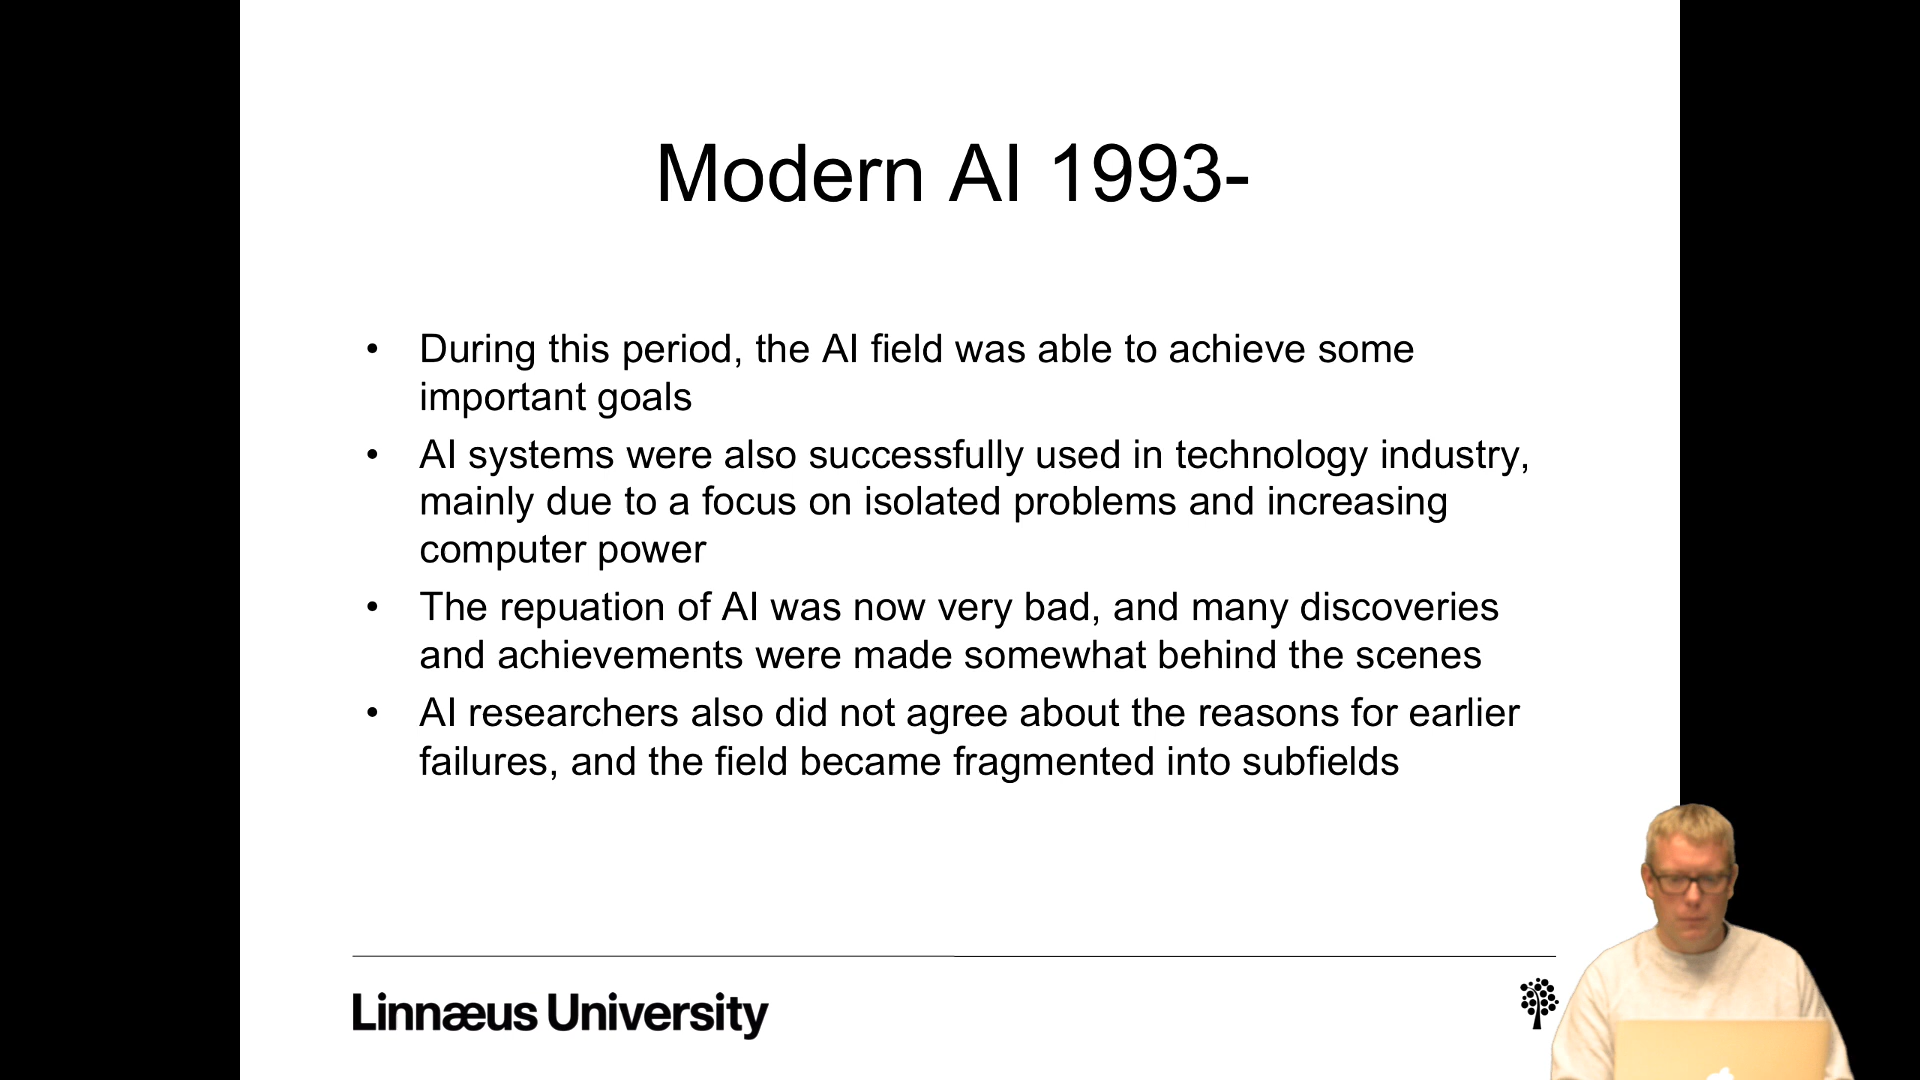 Modern AI 1993-
• During this period, the AI field was able to achieve some
important goals
• AI systems were also successfully used in technology industry,
mainly due to a focus on isolated problems and increasing
computer power
• The repuation of AI was now very bad, and many discoveries
and achievements were made somewhat behind the scenes
• AI researchers also did not agree about the reasons for earlier
failures, and the field became fragmented into subfields
Linnæus University